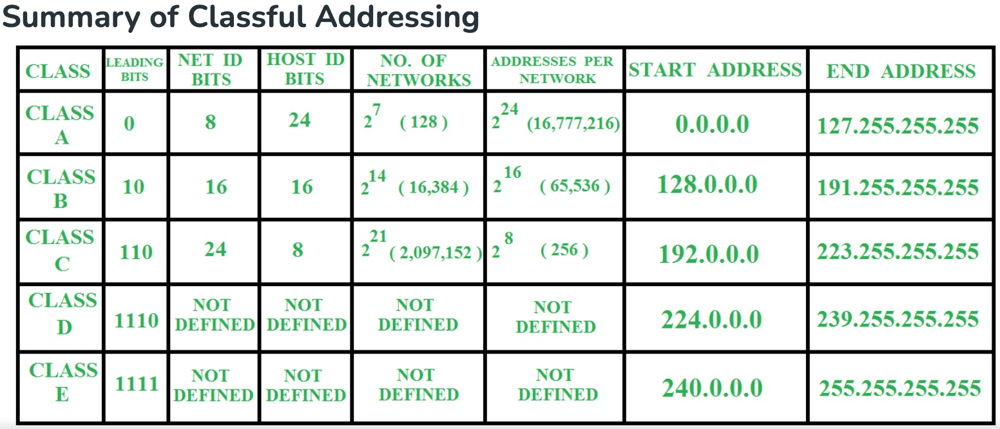 Summary of Classful Addressing
CLASS LEADING BITS NET ID BITS HOST ID BITS NO. OF NETWORKS ADDRESSES PER NETWORK START ADDRESS END ADDRESS
CLASS A 0 8 24 2^7 ( 128 ) 2^24 (16,777,216) 0.0.0.0 127.255.255.255
CLASS B 10 16 16 2^14 ( 16,384 ) 2^16 ( 65,536 ) 128.0.0.0 191.255.255.255
CLASS C 110 24 8 2^21 ( 2,097,152 ) 2^8 ( 256 ) 192.0.0.0 223.255.255.255
CLASS D 1110 NOT DEFINED NOT DEFINED NOT DEFINED NOT DEFINED 224.0.0.0 239.255.255.255
CLASS E 1111 NOT DEFINED NOT DEFINED NOT DEFINED NOT DEFINED 240.0.0.0 255.255.255.255